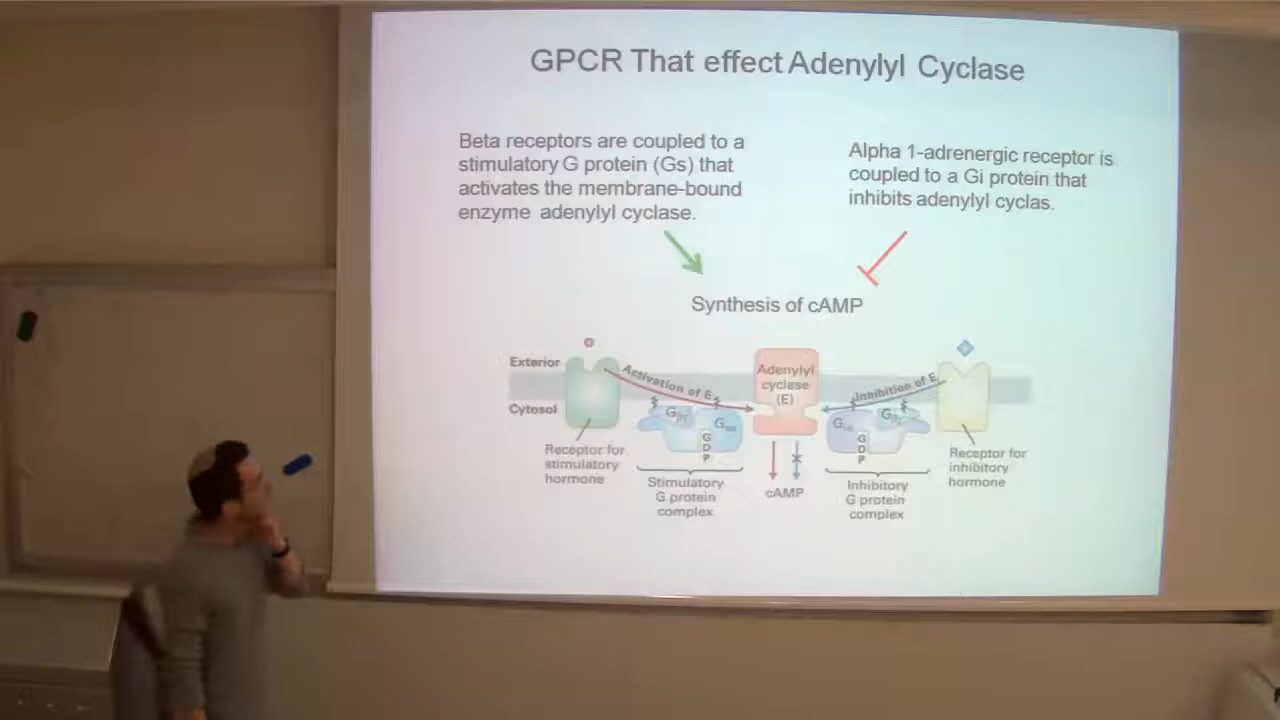 GPCR That effect Adenylyl Cyclase
Beta receptors are coupled to a
stimulatory G protein (Gs) that
activates the membrane-bound
enzyme adenylyl cyclase.
Alpha 1-adrenergic receptor is
coupled to a Gi protein that
inhibits adenylyl cyclas.
Synthesis of cAMP
Exterior
Cytosol
Activation of E
Adenylyl
cyclase
(E)
Inhibition of E
G
G
GDP
G
G
GDP
Receptor for
stimulatory
hormone
Stimulatory
G protein
complex
cAMP
Inhibitory
G protein
complex
Receptor for
inhibitory
hormone